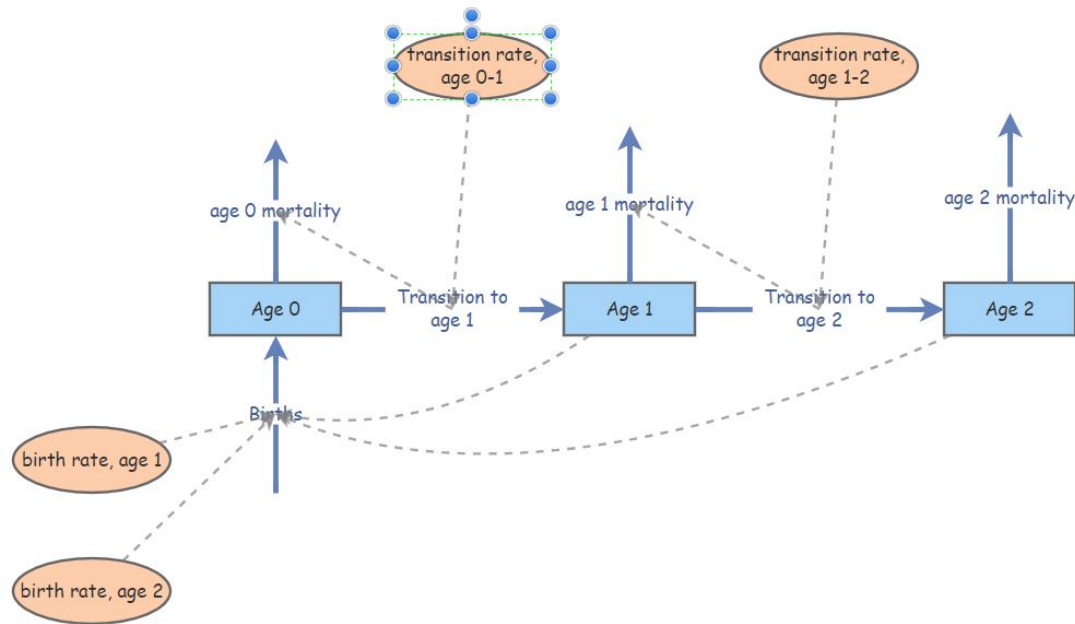 transition rate,
age 0-1
transition rate,
age 1-2
age 0 mortality
age 1 mortality
age 2 mortality
Age 0
Transition to
age 1
Age 1
Transition to
age 2
Age 2
Births
birth rate, age 1
birth rate, age 2